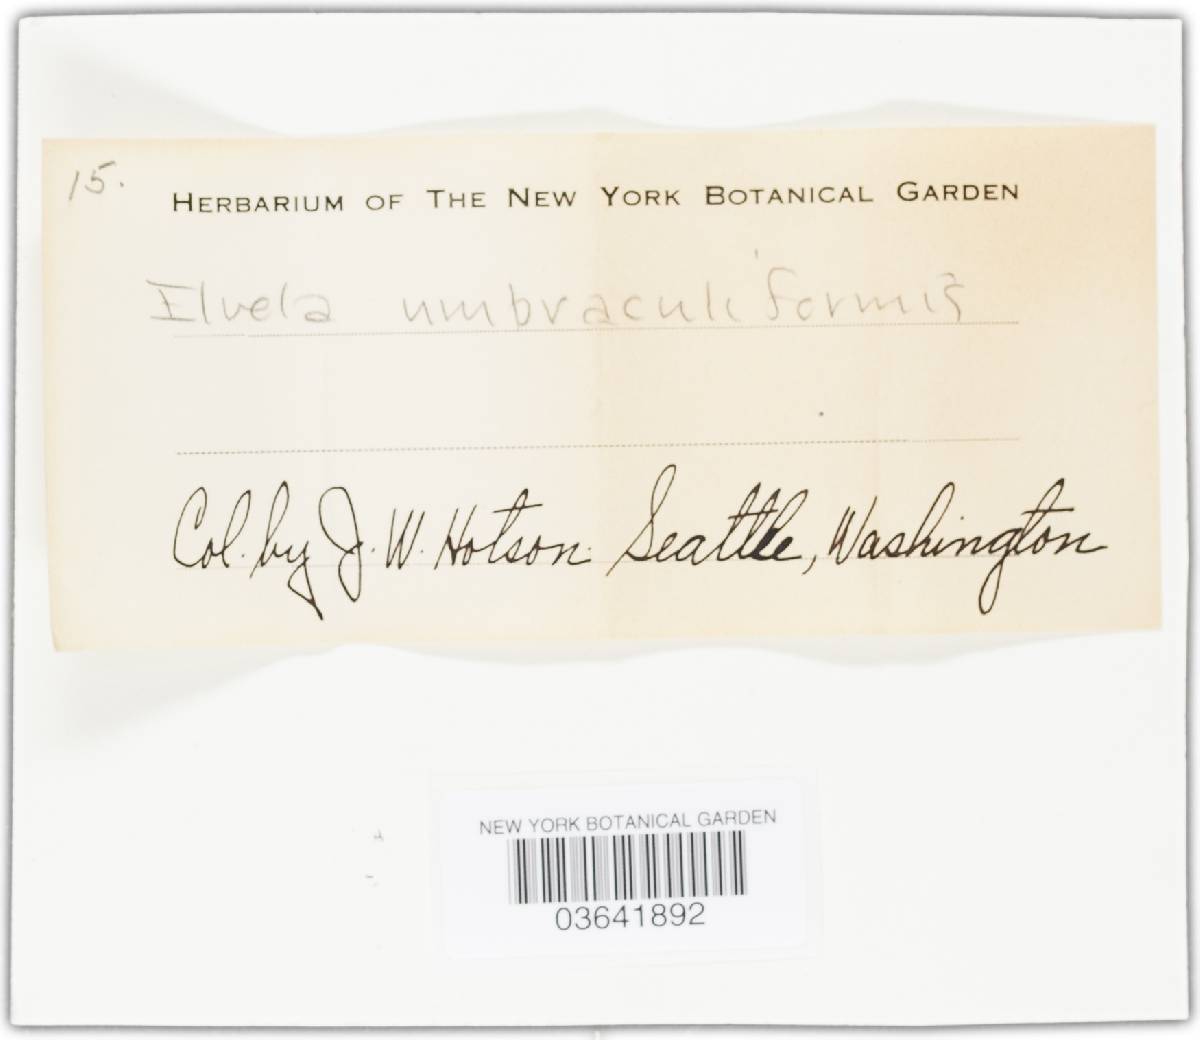 15.
HERBARIUM OF THE NEW YORK BOTANICAL GARDEN
Elvela umbraculiformis
Col. by J. W. Hotson. Seattle, Washington
NEW YORK BOTANICAL GARDEN
03641892